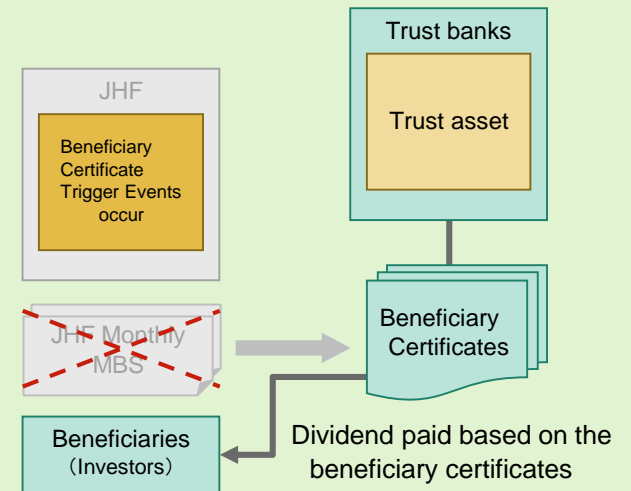 Trust banks
Trust asset
JHF
Beneficiary
Certificate
Trigger Events
occur
JHF Monthly
MBS
Beneficiary
Certificates
Beneficiaries
（Investors）
Dividend paid based on the
beneficiary certificates